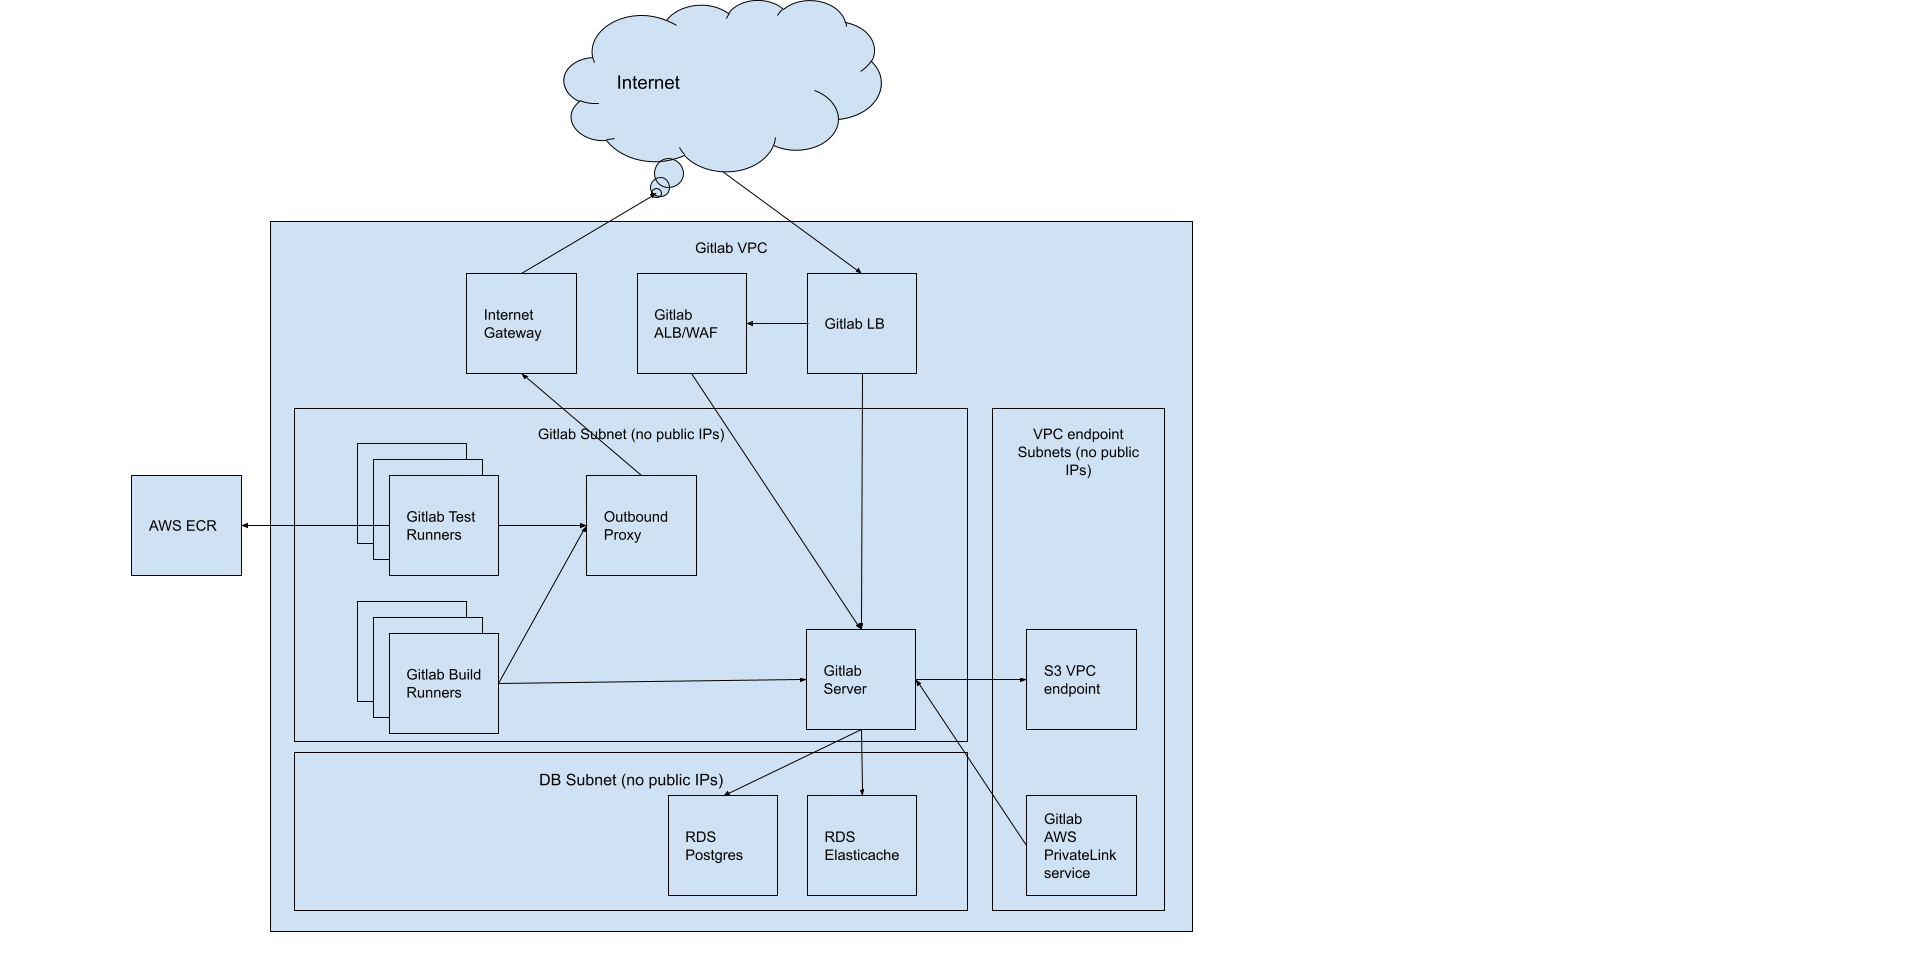 Internet
Gitlab VPC
Internet
Gateway
Gitlab
ALB/WAF
Gitlab LB
Gitlab Subnet (no public IPs)
VPC endpoint
Subnets (no public
IPs)
AWS ECR
Gitlab Test
Runners
Outbound
Proxy
Gitlab Build
Runners
Gitlab
Server
S3 VPC
endpoint
DB Subnet (no public IPs)
RDS
Postgres
RDS
Elasticache
Gitlab
AWS
PrivateLink
service